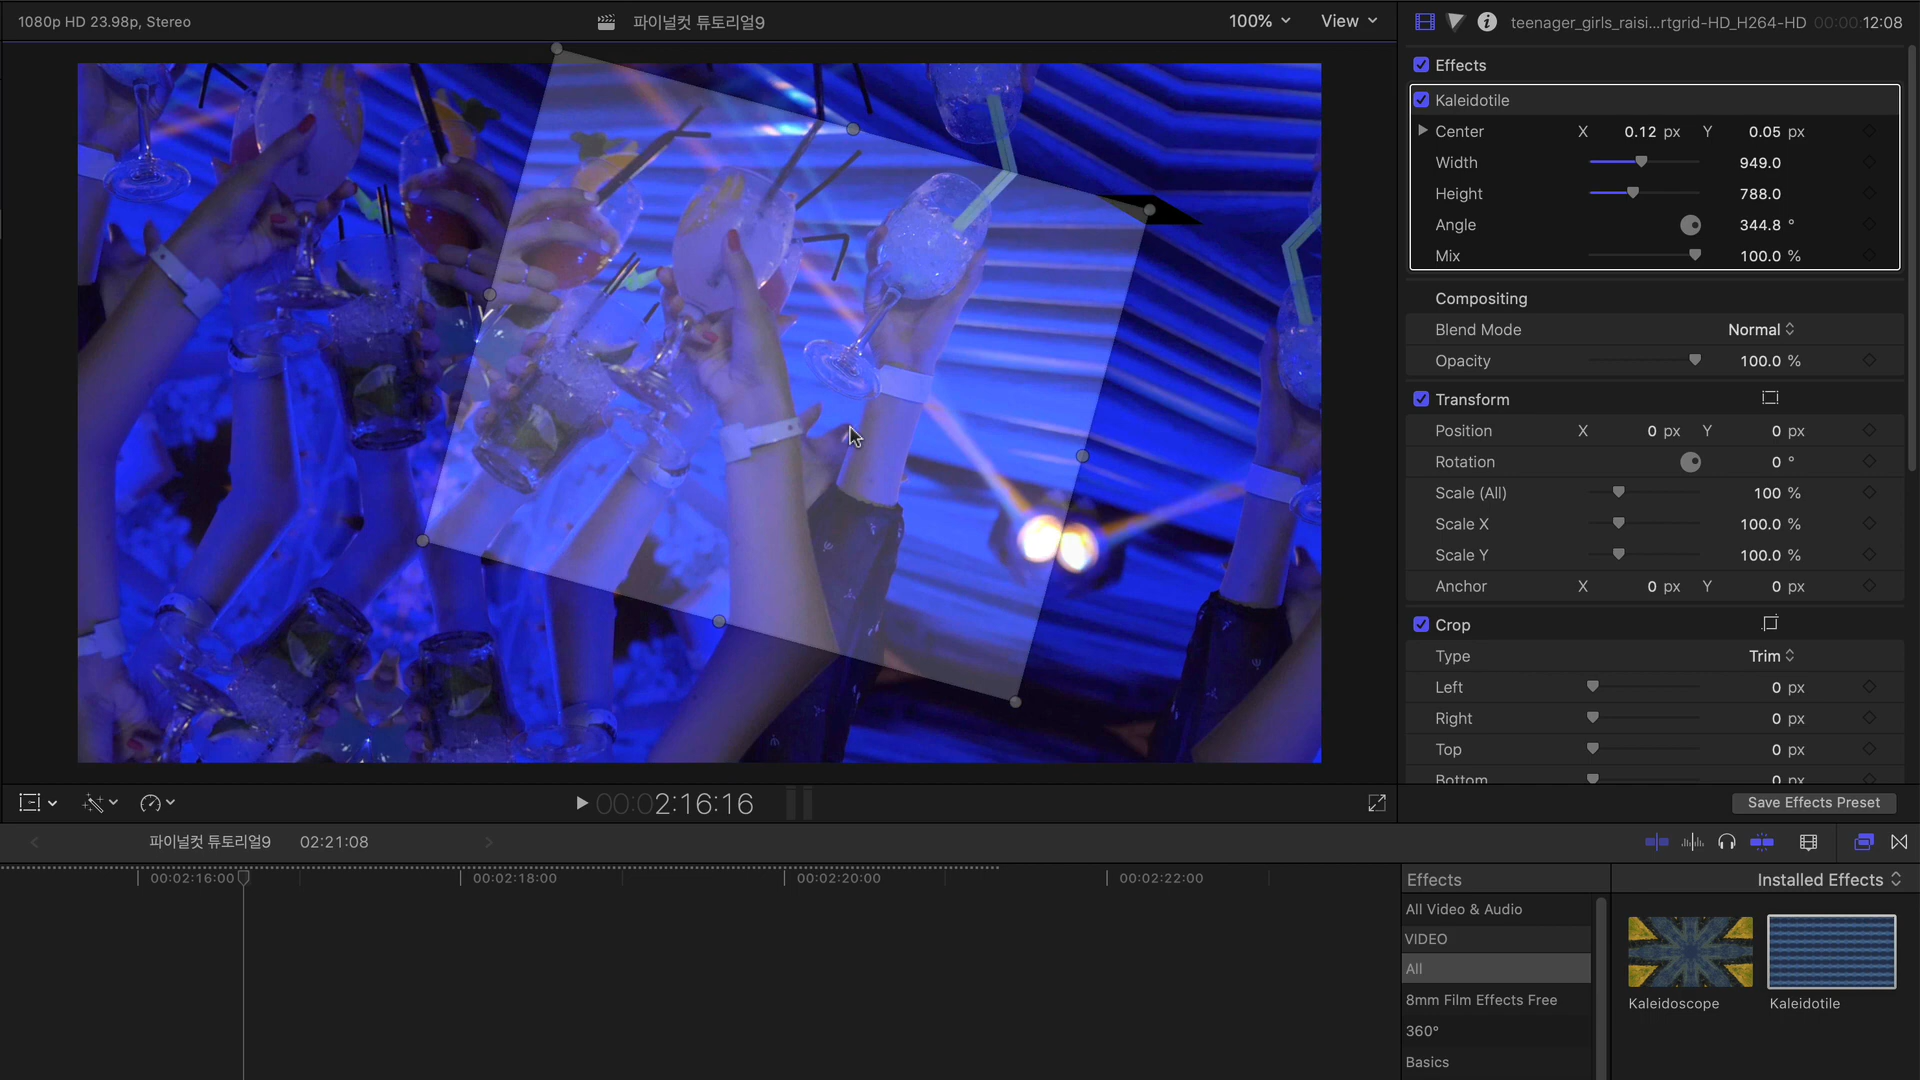 1080p HD 23.98p, Stereo
파이널컷 튜토리얼9
100%
View
teenager_girls_raisi...rtgrid-HD_H264-HD
00:00:12:08
Effects
Kaleidotile
Center X 0.12 px Y 0.05 px
Width 949.0
Height 788.0
Angle 344.8 °
Mix 100.0 %
Compositing
Blend Mode Normal
Opacity 100.0 %
Transform
Position X 0 px Y 0 px
Rotation 0 °
Scale (All) 100 %
Scale X 100.0 %
Scale Y 100.0 %
Anchor X 0 px Y 0 px
Crop
Type Trim
Left 0 px
Right 0 px
Top 0 px
Bottom 0 px
00:02:16:16
Save Effects Preset
파이널컷 튜토리얼9 02:21:08
00:02:16:00
00:02:18:00
00:02:20:00
00:02:22:00
Effects
Installed Effects
All Video & Audio
VIDEO
All
8mm Film Effects Free
360°
Basics
Kaleidoscope
Kaleidotile